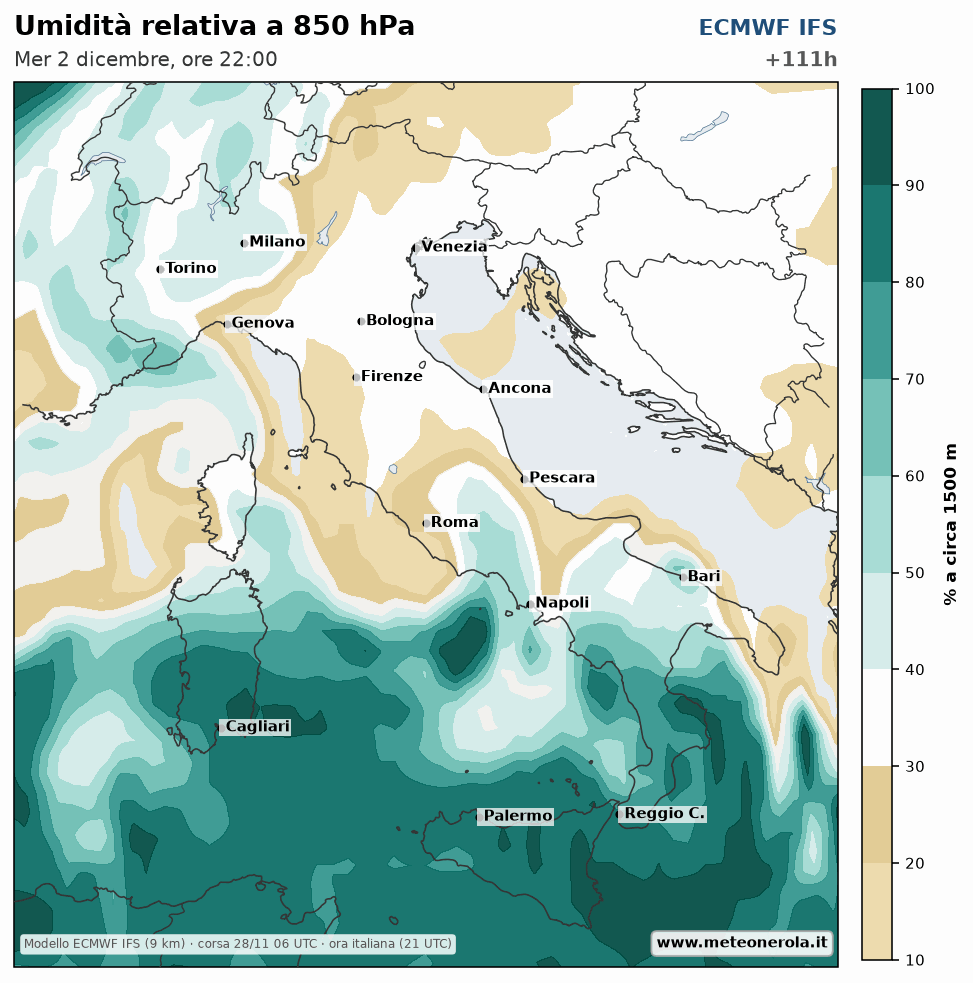 Umidità relativa a 850 hPa
ECMWF IFS
Mer 2 dicembre, ore 22:00
+111h
Milano
Venezia
Torino
Genova
Bologna
Firenze
Ancona
Pescara
Roma
Bari
Napoli
Cagliari
Palermo
Reggio C.
100
90
80
70
60
50
40
30
20
10
% a circa 1500 m
Modello ECMWF IFS (9 km) · corsa 28/11 06 UTC · ora italiana (21 UTC)
www.meteonerola.it